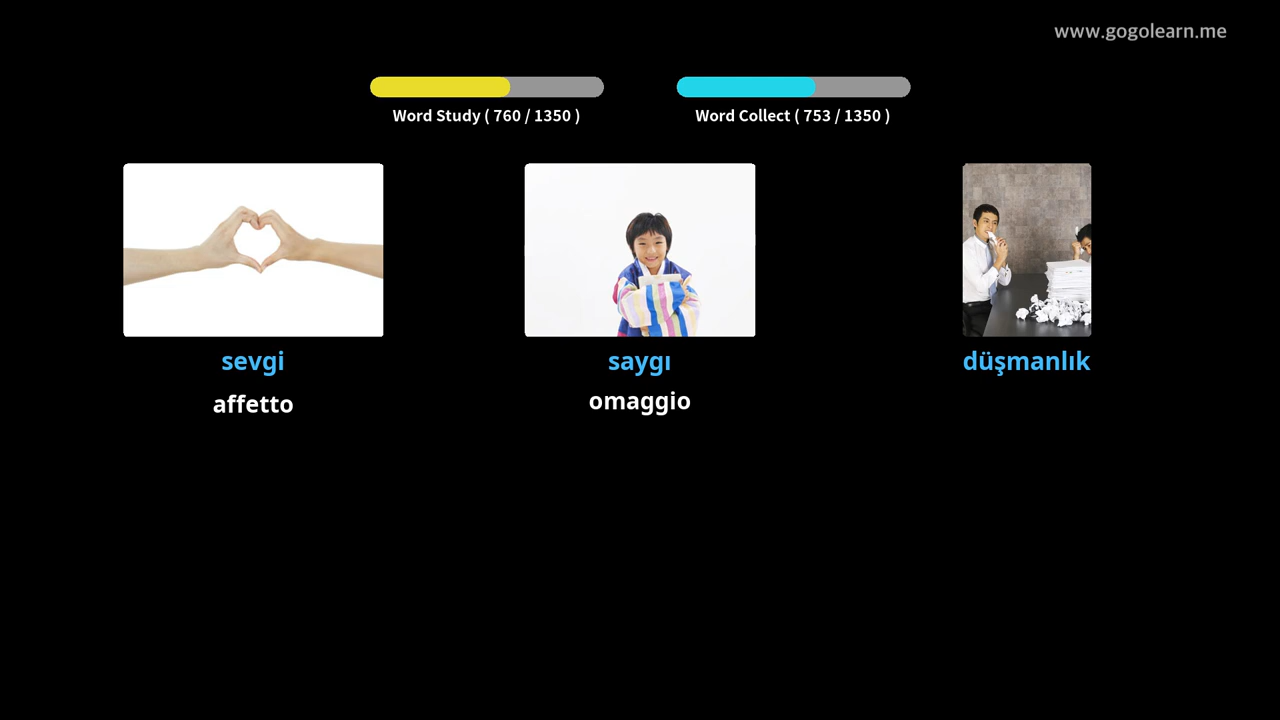 www.gogolearn.me
Word Study ( 760 / 1350 )
Word Collect ( 753 / 1350 )
sevgi
saygı
düşmanlık
affetto
omaggio